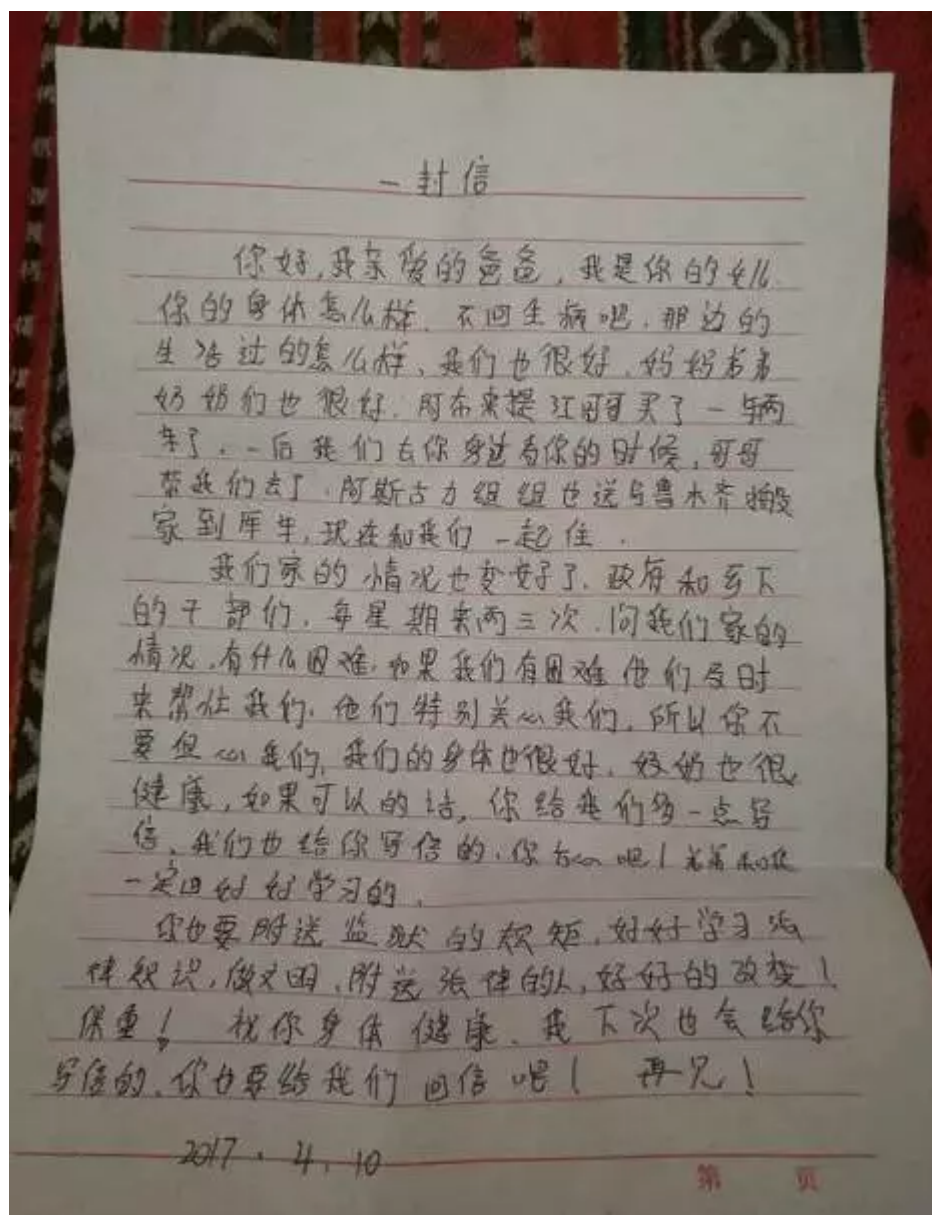 一封信
你好,我亲爱的爸爸,我是你的女儿.
你的身体怎么样、不回生病吧,那边的
生活过的怎么样、我们也很好,妈妈弟弟
奶奶们也很好.阿布来提江哥哥买了一辆
车了.一后我们去你身边看你的时候,哥哥
带我们去了.阿斯古力组组也送乌鲁木齐搬
家到库车,现在和我们一起住.
我们家的情况也变好了、政府和乡下
的干部们,每星期来两三次.问我们家的
情况,有什么困难.如果我们有困难他们及时
来帮忙我们.他们特别关心我们,所以你不
要但心我们,我们的身体也很好,奶奶也很
健康,如果可以的话,你给我们多一点写
信、我们也给你写信的.你方心吧!弟弟和我
一定回好好学习的.
你也要附送监狱的规矩,好好学习法
律知识,做文明、附送法律的人,好好的改变!
保重!祝你身体健康、我下次也会给你
写信的、你也要给我们回信吧!再见!
2017.4.10
第 页